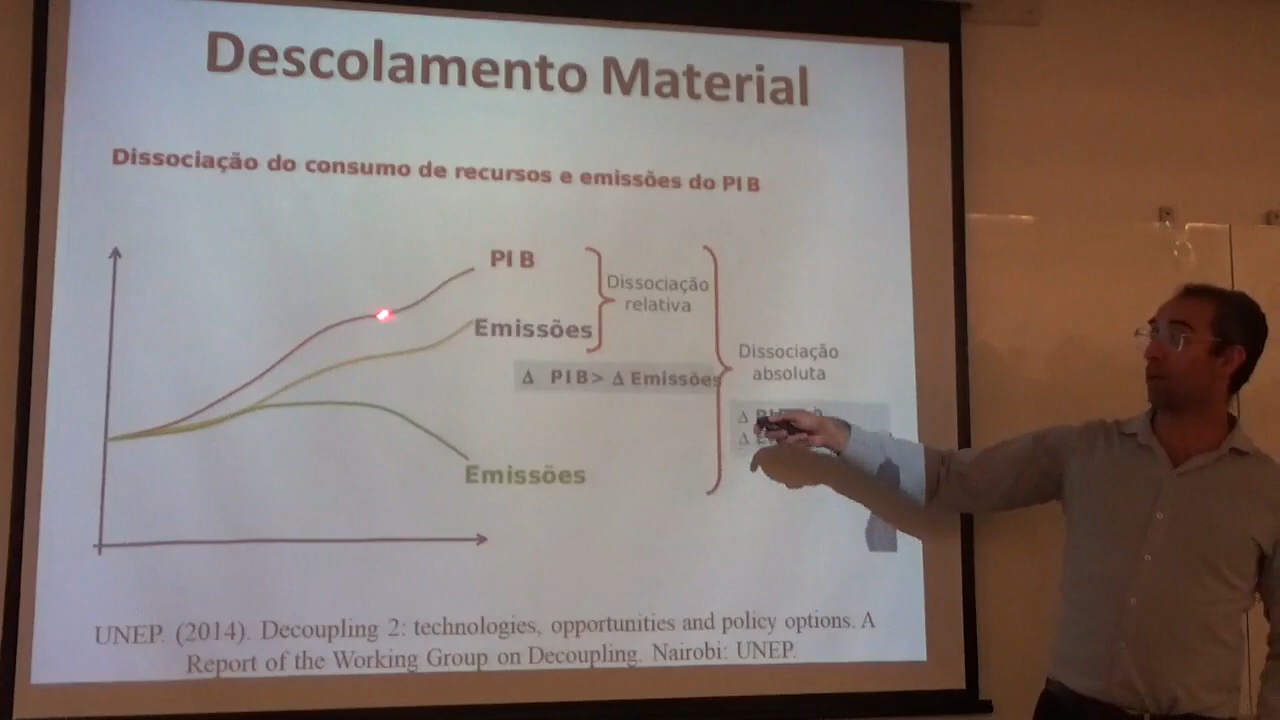 Descolamento Material
Dissociação do consumo de recursos e emissões do PIB
PIB
Dissociação
relativa
Emissões
Dissociação
absoluta
Δ PIB> Δ Emissões
Δ
Δ
Emissões
UNEP. (2014). Decoupling 2: technologies, opportunities and policy options. A
Report of the Working Group on Decoupling. Nairobi: UNEP.